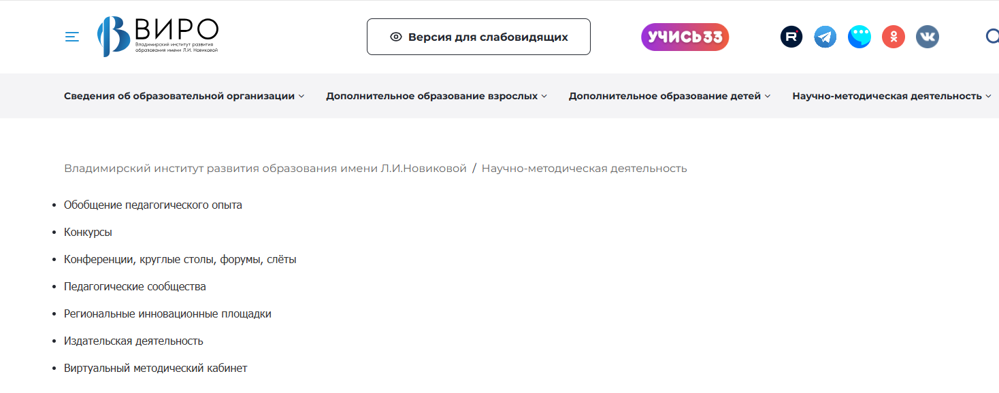 ВИРО
Владимирский институт развития
образования имени Л.И. Новиковой
Версия для слабовидящих
УЧИСЬ33
Сведения об образовательной организации
Дополнительное образование взрослых
Дополнительное образование детей
Научно-методическая деятельность
Владимирский институт развития образования имени Л.И.Новиковой / Научно-методическая деятельность
• Обобщение педагогического опыта
• Конкурсы
• Конференции, круглые столы, форумы, слёты
• Педагогические сообщества
• Региональные инновационные площадки
• Издательская деятельность
• Виртуальный методический кабинет